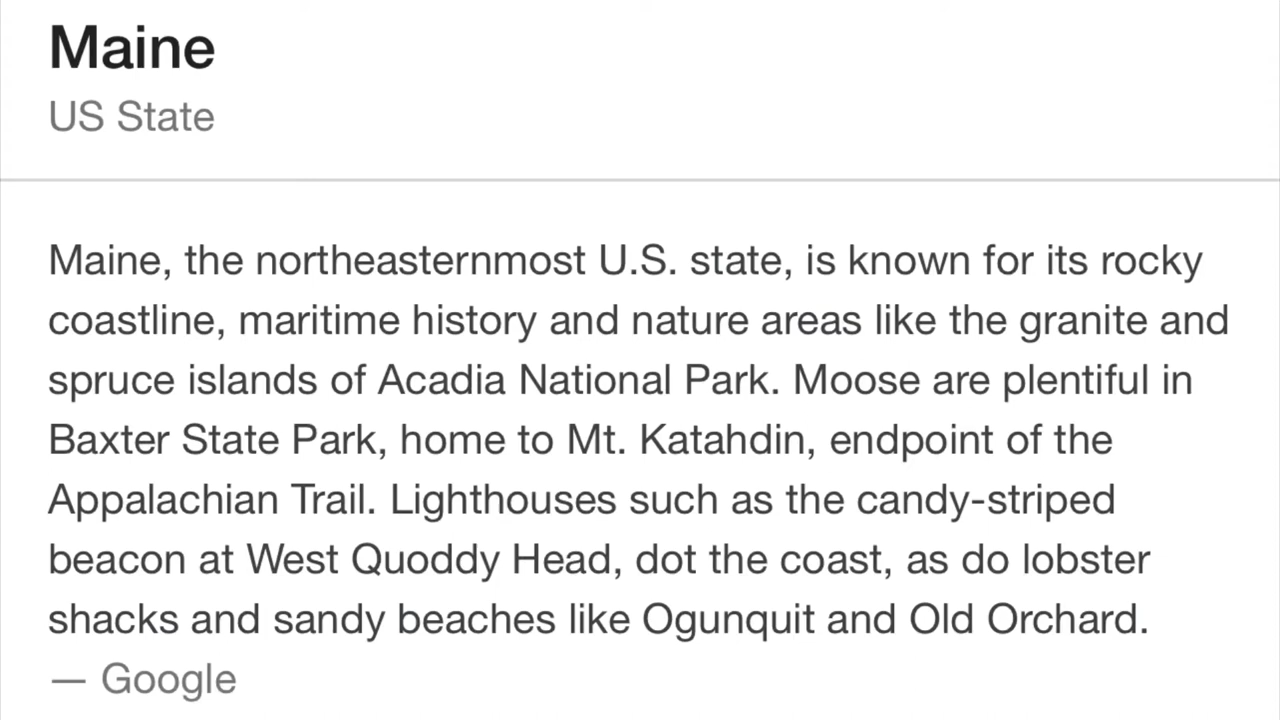 Maine
US State
Maine, the northeasternmost U.S. state, is known for its rocky
coastline, maritime history and nature areas like the granite and
spruce islands of Acadia National Park. Moose are plentiful in
Baxter State Park, home to Mt. Katahdin, endpoint of the
Appalachian Trail. Lighthouses such as the candy-striped
beacon at West Quoddy Head, dot the coast, as do lobster
shacks and sandy beaches like Ogunquit and Old Orchard.
— Google